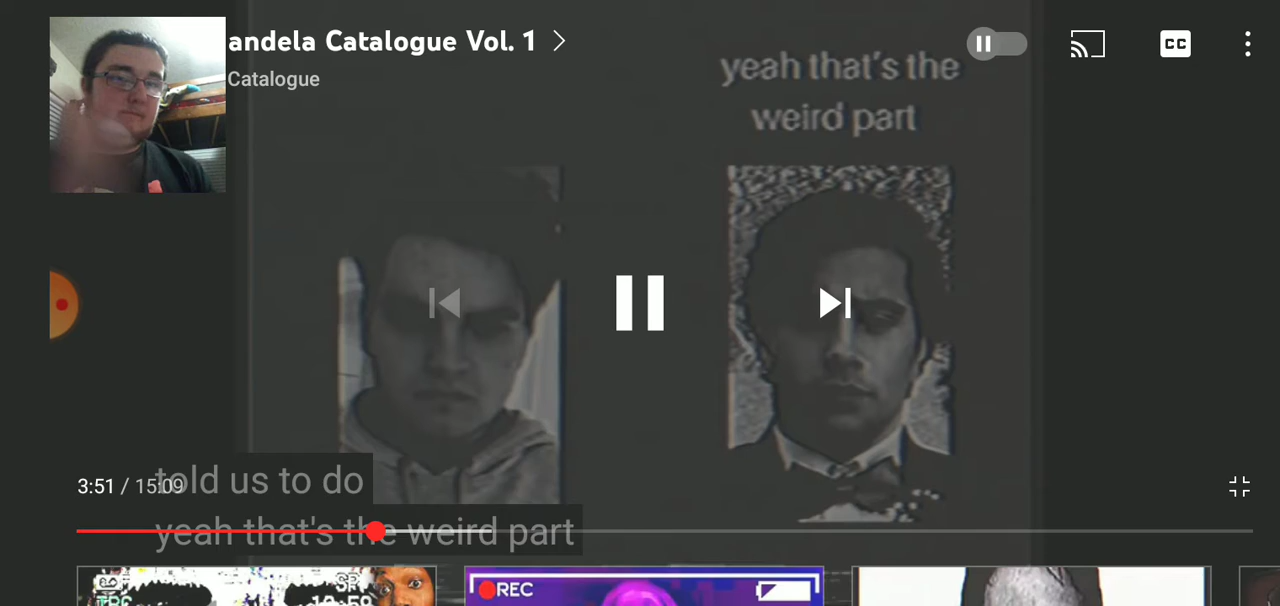 andela Catalogue Vol. 1
Catalogue
CC
yeah that's the
weird part
told us to do
3:51 / 15:09
yeah that's the weird part
REC